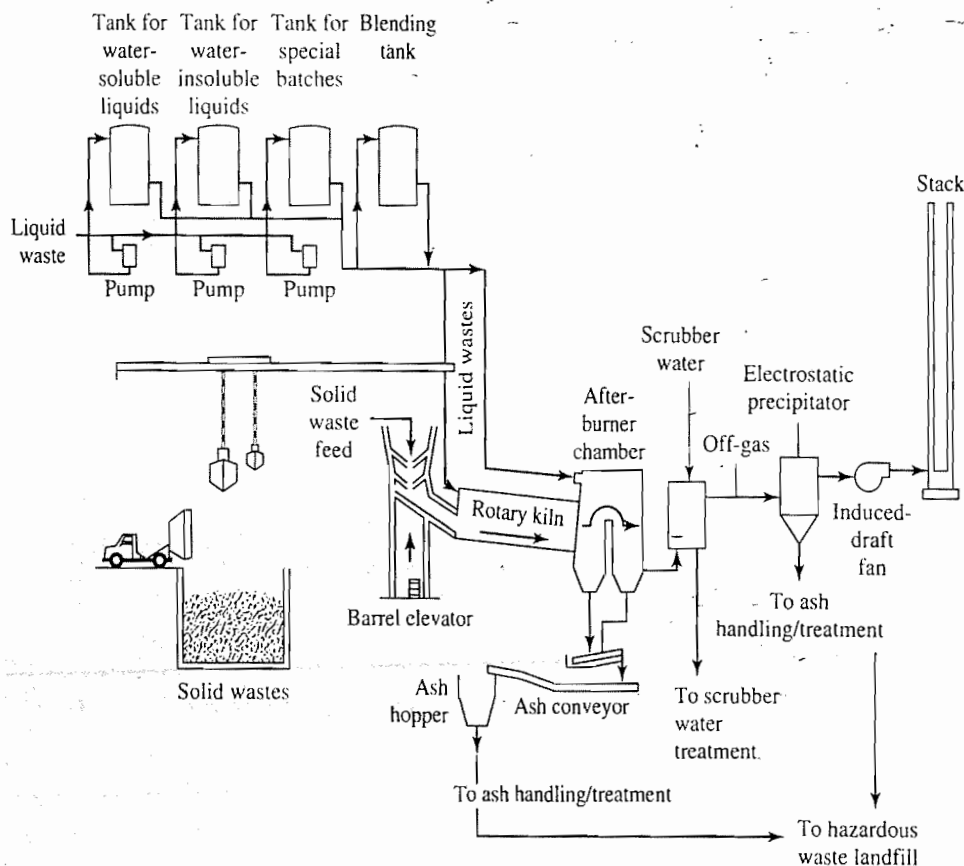 Tank for
water-
soluble
liquids
Tank for
water-
insoluble
liquids
Tank for
special
batches
Blending
tank
Stack
Liquid
waste
Pump
Pump
Pump
Liquid wastes
Scrubber
water
Electrostatic
precipitator
Solid
waste
feed
After-
burner
chamber
Off-gas
Rotary kiln
Induced-
draft
fan
To ash
handling/treatment
Barrel elevator
Solid wastes
Ash
hopper
Ash conveyor
To scrubber
water
treatment.
To ash handling/treatment
To hazardous
waste landfill